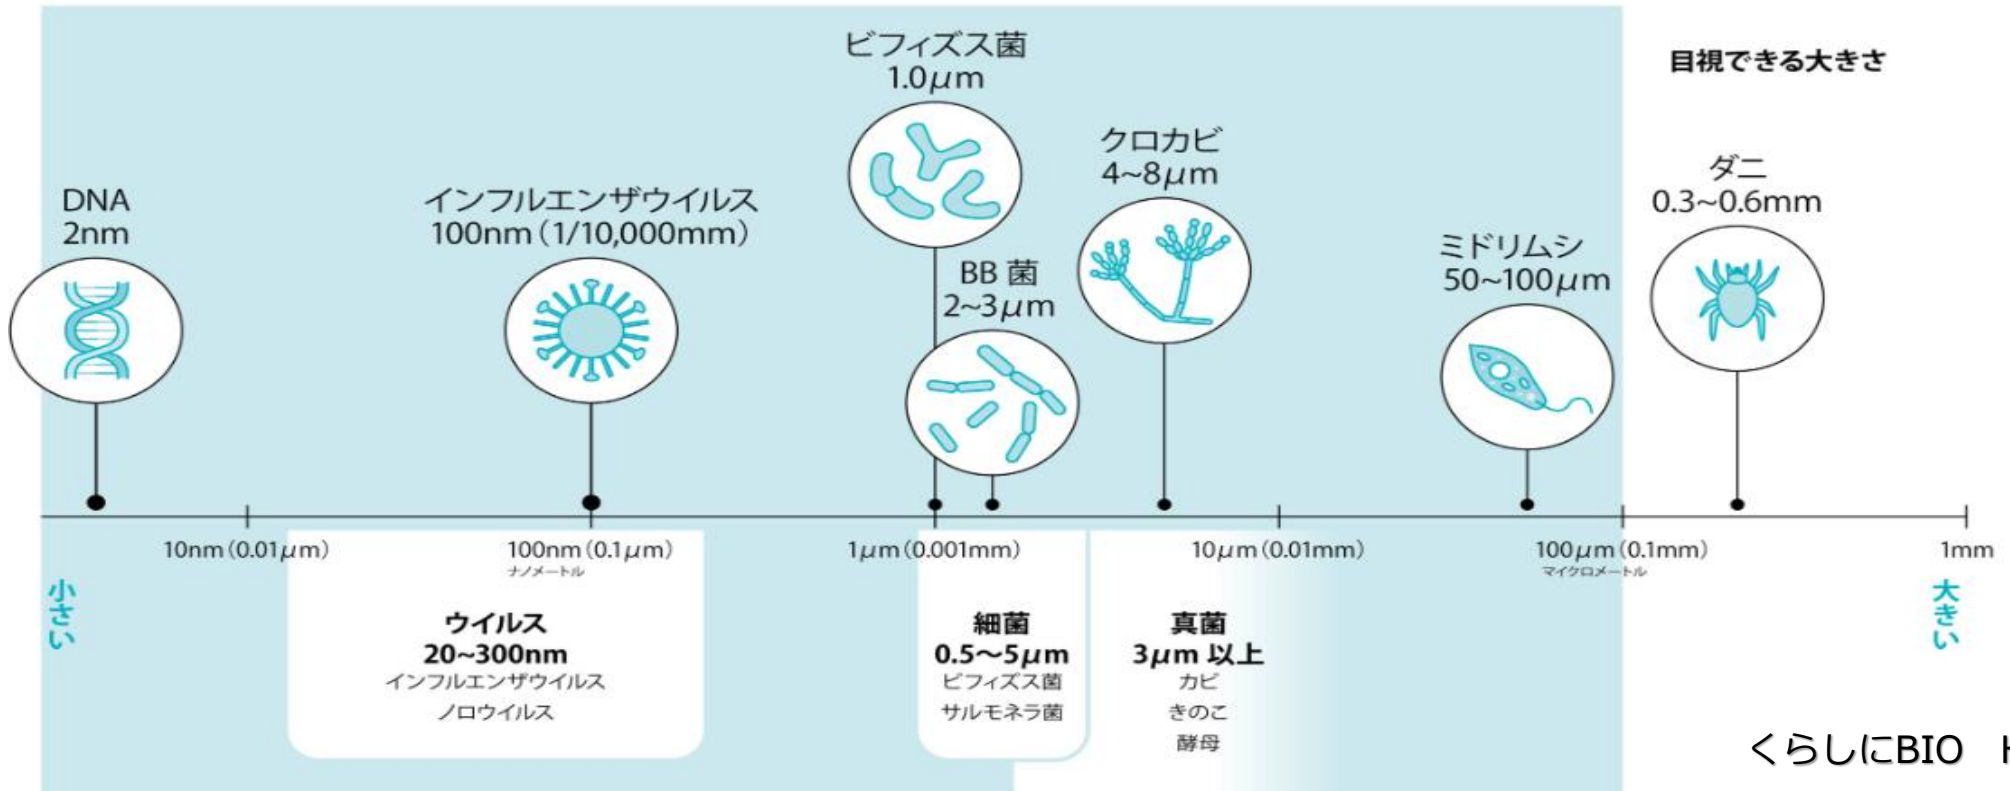 目視できる大きさ
DNA
2nm
インフルエンザウイルス
100nm（1/10,000mm）
ビフィズス菌
1.0μm
BB 菌
2~3μm
クロカビ
4~8μm
ミドリムシ
50~100μm
ダニ
0.3~0.6mm
10nm（0.01μm）
100nm（0.1μm）
ナノメートル
1μm（0.001mm）
10μm（0.01mm）
100μm（0.1mm）
マイクロメートル
1mm
小さい
大きい
ウイルス
20~300nm
インフルエンザウイルス
ノロウイルス
細菌
0.5～5μm
ビフィズス菌
サルモネラ菌
真菌
3μm 以上
カビ
きのこ
酵母
くらしにBIO